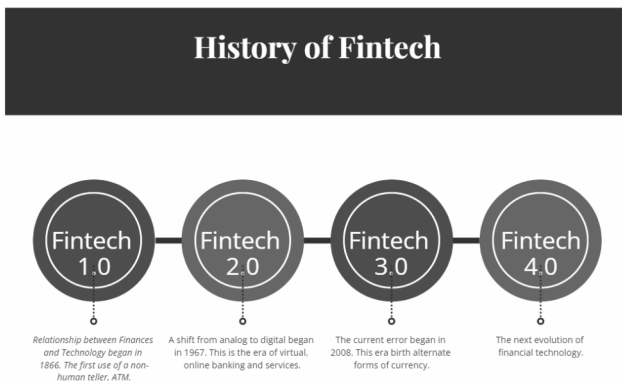 History of Fintech
Fintech
1.0
Fintech
2.0
Fintech
3.0
Fintech
4.0
Relationship between Finances
and Technology began in
1866. The first use of a non-
human teller, ATM.
A shift from analog to digital began
in 1967. This is the era of virtual,
online banking and services.
The current error began in
2008. This era birth alternate
forms of currency.
The next evolution of
financial technology.